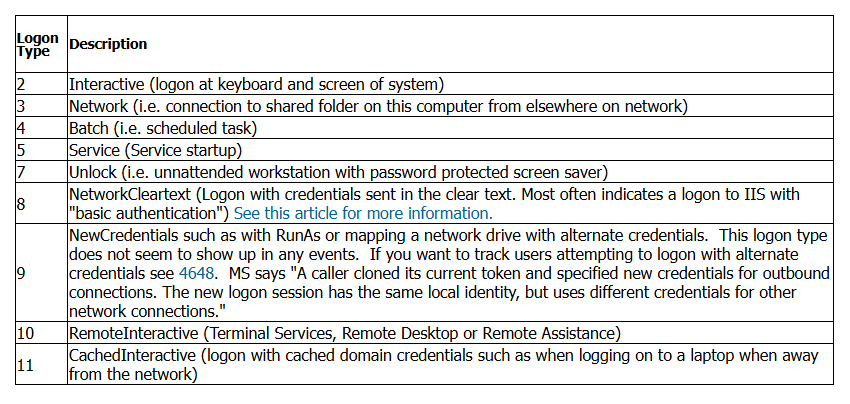 Logon
Type
Description
2
Interactive (logon at keyboard and screen of system)
3
Network (i.e. connection to shared folder on this computer from elsewhere on network)
4
Batch (i.e. scheduled task)
5
Service (Service startup)
7
Unlock (i.e. unnattended workstation with password protected screen saver)
8
NetworkCleartext (Logon with credentials sent in the clear text. Most often indicates a logon to IIS with
"basic authentication") See this article for more information.
9
NewCredentials such as with RunAs or mapping a network drive with alternate credentials.  This logon type
does not seem to show up in any events.  If you want to track users attempting to logon with alternate
credentials see 4648.  MS says "A caller cloned its current token and specified new credentials for outbound
connections. The new logon session has the same local identity, but uses different credentials for other
network connections."
10
RemoteInteractive (Terminal Services, Remote Desktop or Remote Assistance)
11
CachedInteractive (logon with cached domain credentials such as when logging on to a laptop when away
from the network)